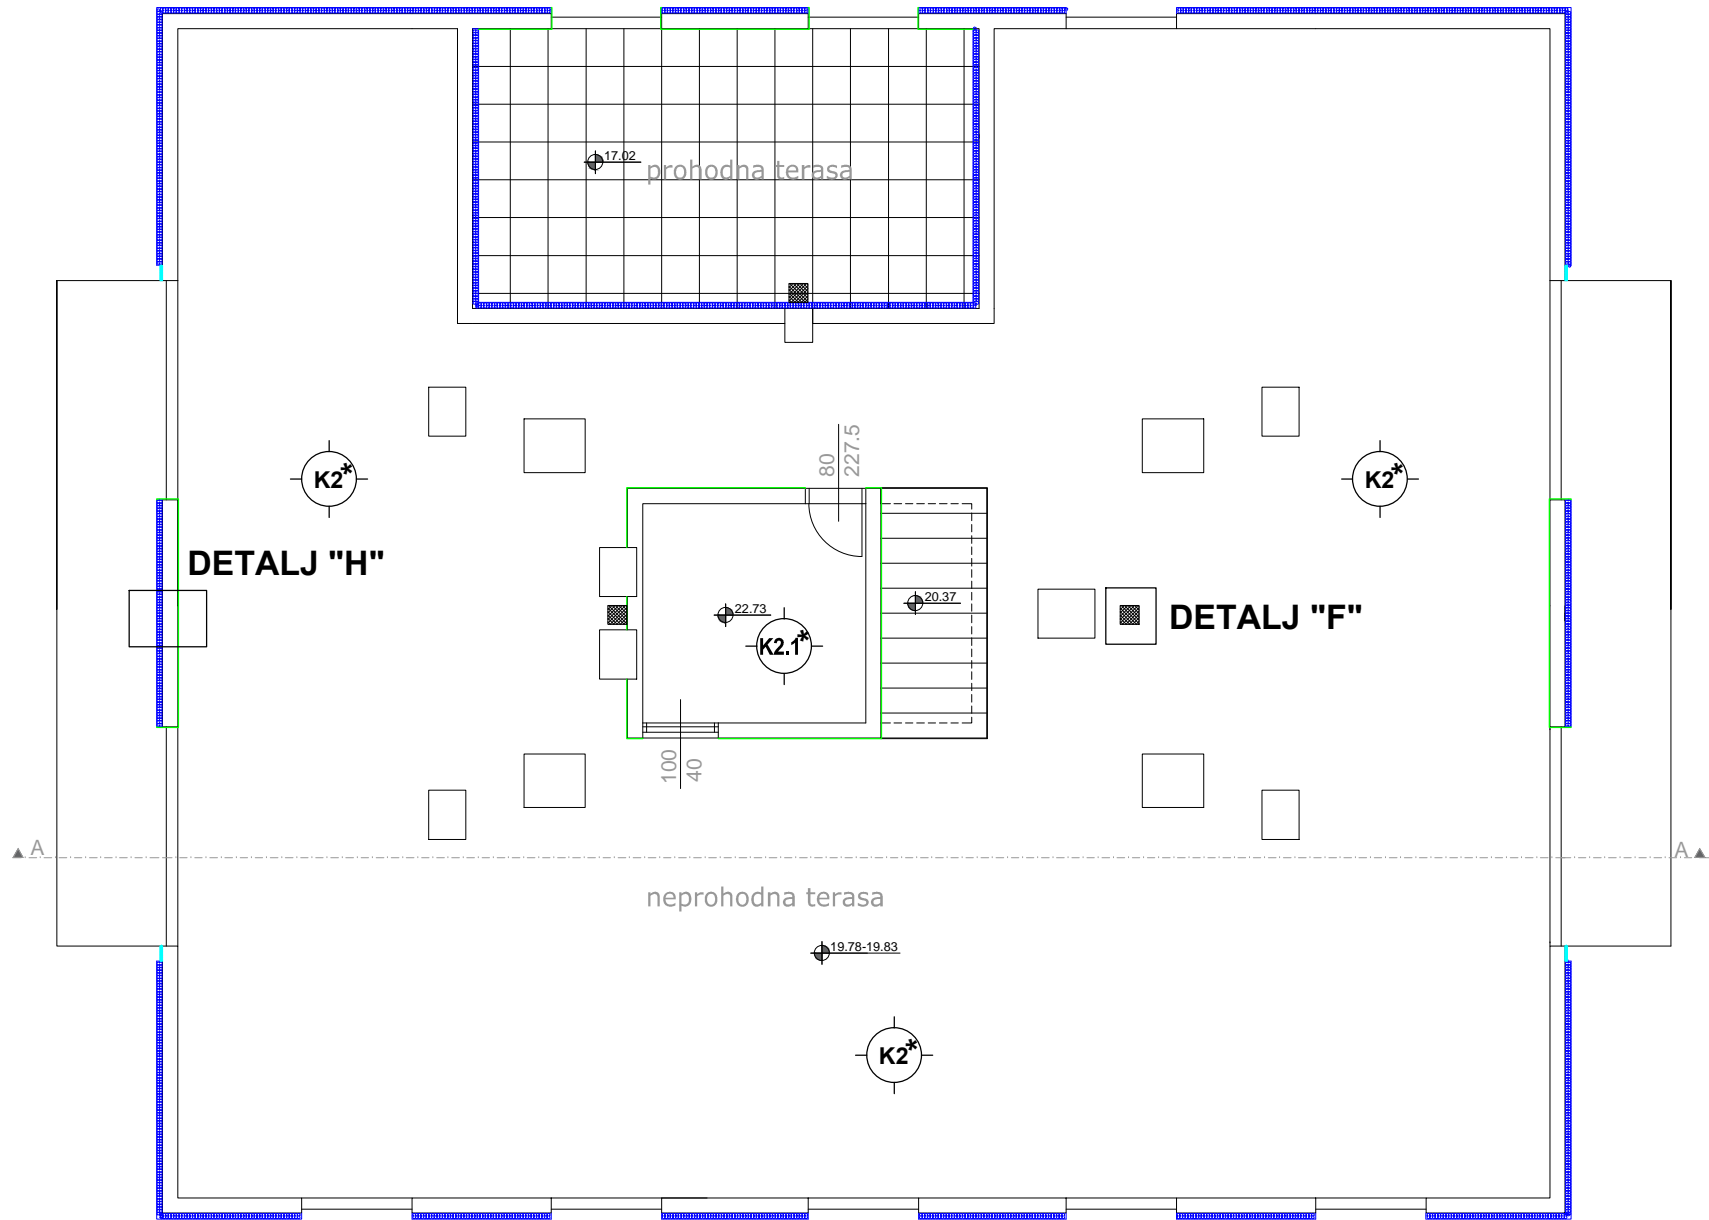 17.02
prohodna terasa
80
227.5
K2*
K2*
DETALJ "H"
22.73
20.37
DETALJ "F"
K2.1*
100
40
A
A
neprohodna terasa
19.78-19.83
K2*